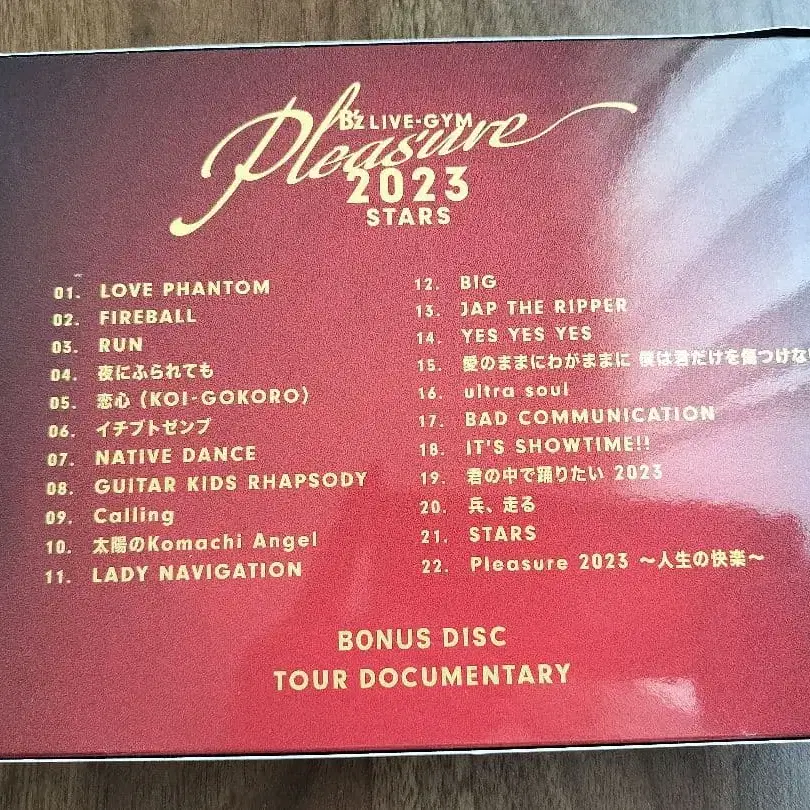 B'z LIVE-GYM
Pleasure
2023
STARS
01. LOVE PHANTOM
02. FIREBALL
03. RUN
04. 夜にふられても
05. 恋心 (KOI-GOKORO)
06. イチブトゼンブ
07. NATIVE DANCE
08. GUITAR KIDS RHAPSODY
09. Calling
10. 太陽のKomachi Angel
11. LADY NAVIGATION
12. BIG
13. JAP THE RIPPER
14. YES YES YES
15. 愛のままにわがままに 僕は君だけを傷つけな
16. ultra soul
17. BAD COMMUNICATION
18. IT'S SHOWTIME!!
19. 君の中で踊りたい 2023
20. 兵、走る
21. STARS
22. Pleasure 2023 〜人生の快楽〜
BONUS DISC
TOUR DOCUMENTARY